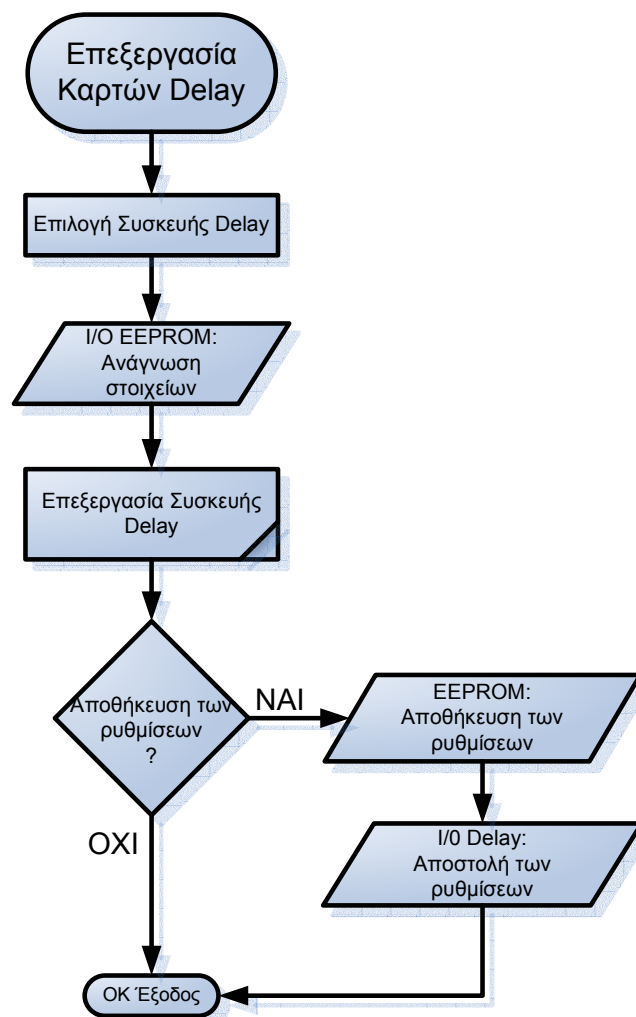 Επεξεργασία
Καρτών Delay
Επιλογή Συσκευής Delay
I/O EEPROM:
Ανάγνωση
στοιχείων
Επεξεργασία Συσκευής
Delay
Αποθήκευση των
ρυθμίσεων
?
ΝΑΙ
EEPROM:
Αποθήκευση των
ρυθμίσεων
ΟΧΙ
I/0 Delay:
Αποστολή των
ρυθμίσεων
ΟΚ Έξοδος